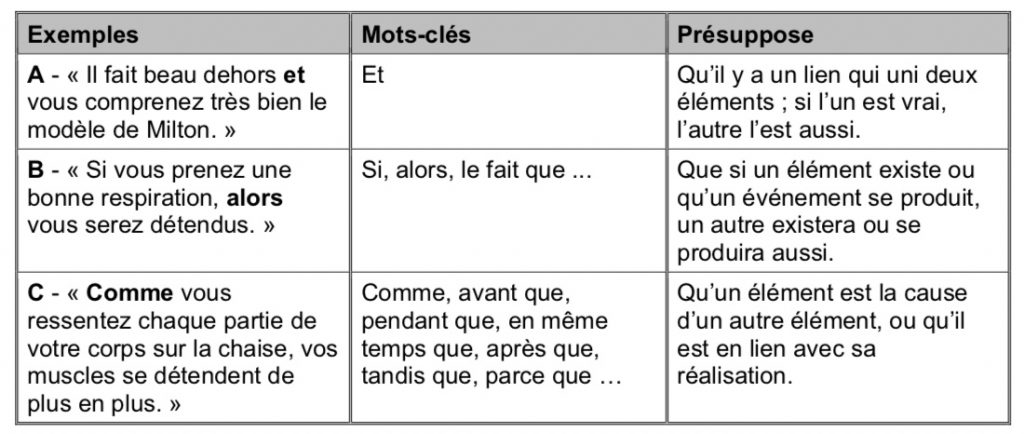 Exemples
Mots-clés
Présuppose
A - « Il fait beau dehors et
vous comprenez très bien le
modèle de Milton. »
Et
Qu’il y a un lien qui uni deux
éléments ; si l’un est vrai,
l’autre l’est aussi.
B - « Si vous prenez une
bonne respiration, alors
vous serez détendus. »
Si, alors, le fait que ...
Que si un élément existe ou
qu’un événement se produit,
un autre existera ou se
produira aussi.
C - « Comme vous
ressentez chaque partie de
votre corps sur la chaise, vos
muscles se détendent de
plus en plus. »
Comme, avant que,
pendant que, en même
temps que, après que,
tandis que, parce que …
Qu’un élément est la cause
d’un autre élément, ou qu’il
est en lien avec sa
réalisation.